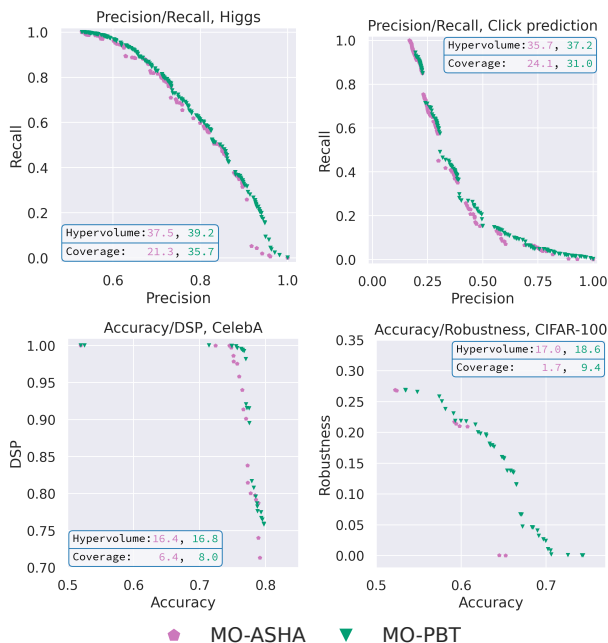 Precision/Recall, Higgs
1.0
0.8
0.6
0.4
0.2
0.0
Recall
Hypervolume:37.5, 39.2
Coverage: 21.3, 35.7
0.6 0.8 1.0
Precision
Precision/Recall, Click prediction
1.0
0.8
0.6
0.4
0.2
0.0
Recall
Hypervolume:35.7, 37.2
Coverage: 24.1, 31.0
0.00 0.25 0.50 0.75 1.00
Precision
Accuracy/DSP, CelebA
1.00
0.95
0.90
0.85
0.80
0.75
0.70
DSP
Hypervolume:16.4, 16.8
Coverage: 6.4, 8.0
0.5 0.6 0.7 0.8
Accuracy
Accuracy/Robustness, CIFAR-100
0.35
0.30
0.25
0.20
0.15
0.10
0.05
0.00
Robustness
Hypervolume:17.0, 18.6
Coverage: 1.7, 9.4
0.5 0.6 0.7
Accuracy
MO-ASHA MO-PBT